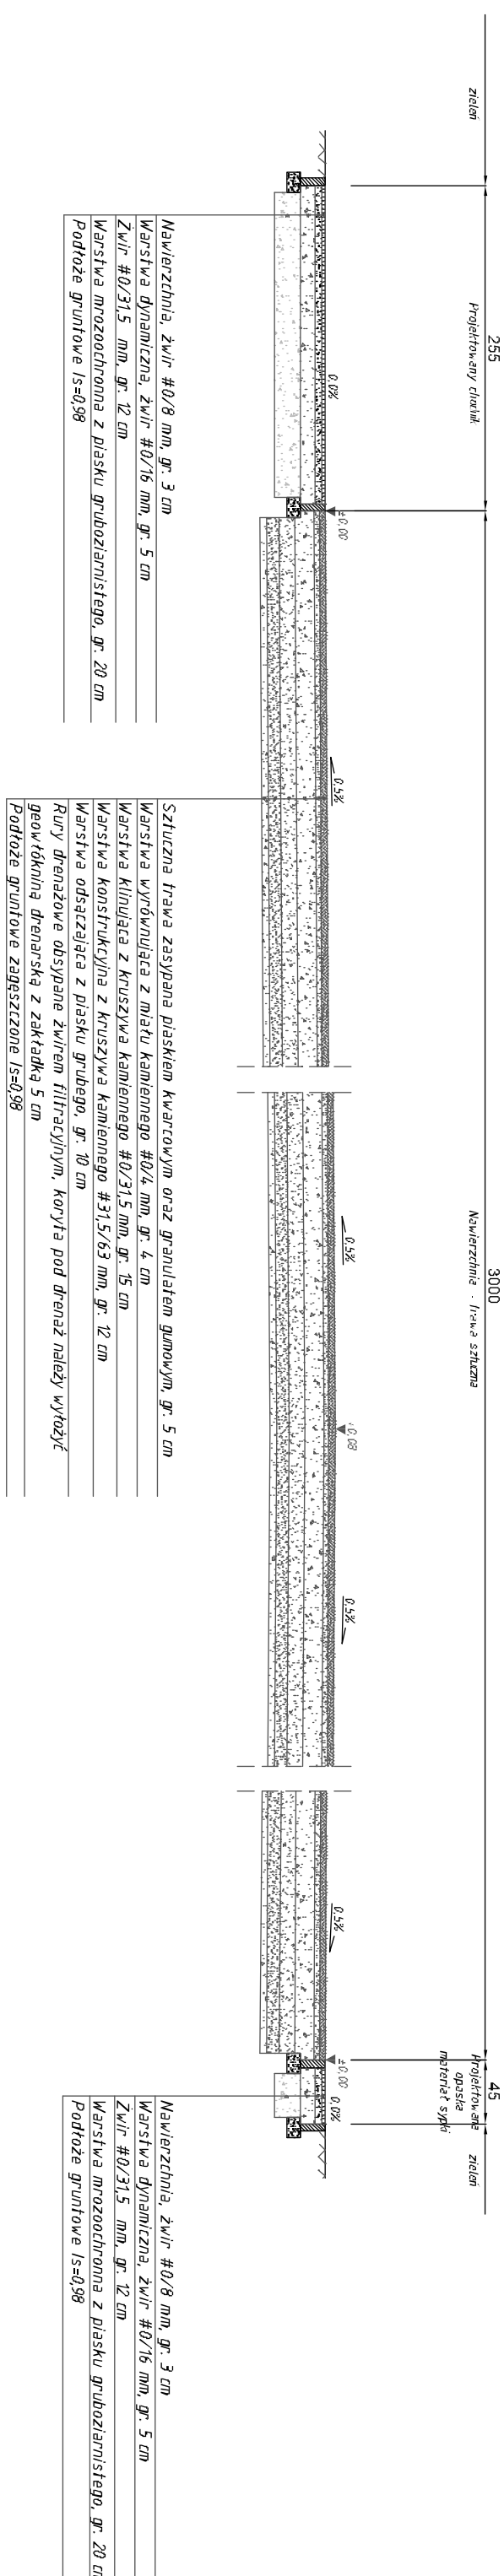 zieleń
255
Projektowany chodnik
3000
Nawierzchnia - trawa sztuczna
45
Projektowana
opaska
materiał sypki
zieleń
0.0%
±0.00
0.5%
0.5%
+0.08
0.5%
0.5%
±0.00
0.0%
Nawierzchnia, żwir #0/8 mm, gr. 3 cm
Warstwa dynamiczna, żwir #0/16 mm, gr. 5 cm
Żwir #0/31,5 mm, gr. 12 cm
Warstwa mrozoochronna z piasku gruboziarnistego, gr. 20 cm
Podłoże gruntowe Is=0,98
Sztuczna trawa zasypana piaskiem kwarcowym oraz granulatem gumowym, gr. 5 cm
Warstwa wyrównująca z miału kamiennego #0/4 mm, gr. 4 cm
Warstwa klinująca z kruszywa kamiennego #0/31,5 mm, gr. 15 cm
Warstwa konstrukcyjna z kruszywa kamiennego #31,5/63 mm, gr. 12 cm
Warstwa odsączająca z piasku grubego, gr. 10 cm
Rury drenażowe obsypane żwirem filtracyjnym, koryta pod drenaż należy wyłożyć
geowłókniną drenarską z zakładką 5 cm
Podłoże gruntowe zagęszczone Is=0,98
Nawierzchnia, żwir #0/8 mm, gr. 3 cm
Warstwa dynamiczna, żwir #0/16 mm, gr. 5 cm
Żwir #0/31,5 mm, gr. 12 cm
Warstwa mrozoochronna z piasku gruboziarnistego, gr. 20 cm
Podłoże gruntowe Is=0,98